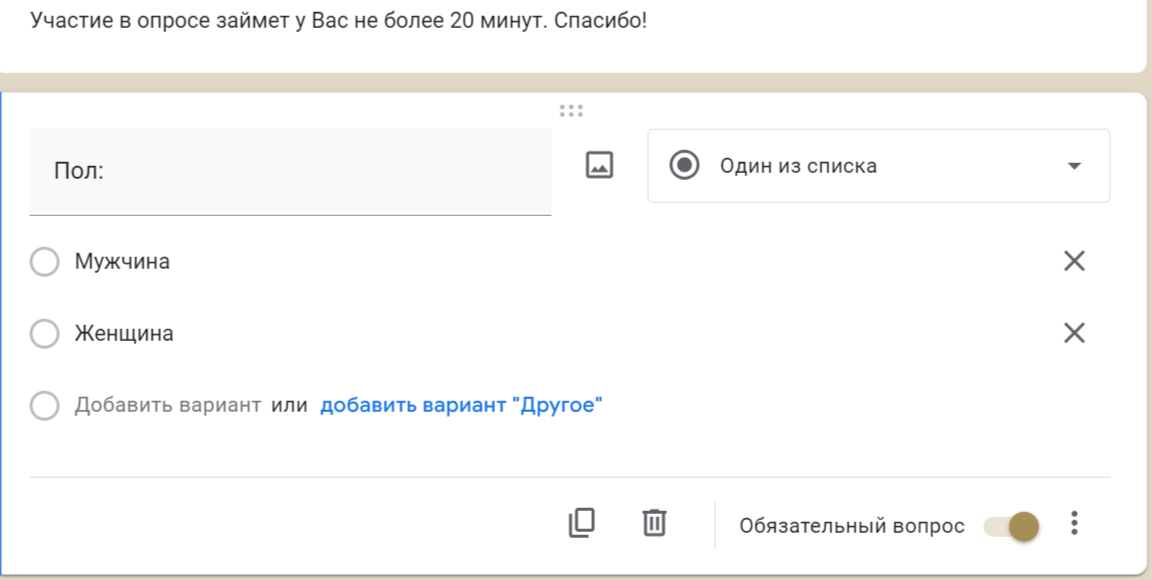 Участие в опросе займет у Вас не более 20 минут. Спасибо!
Пол:
Один из списка
Мужчина
Женщина
Добавить вариант или добавить вариант "Другое"
Обязательный вопрос